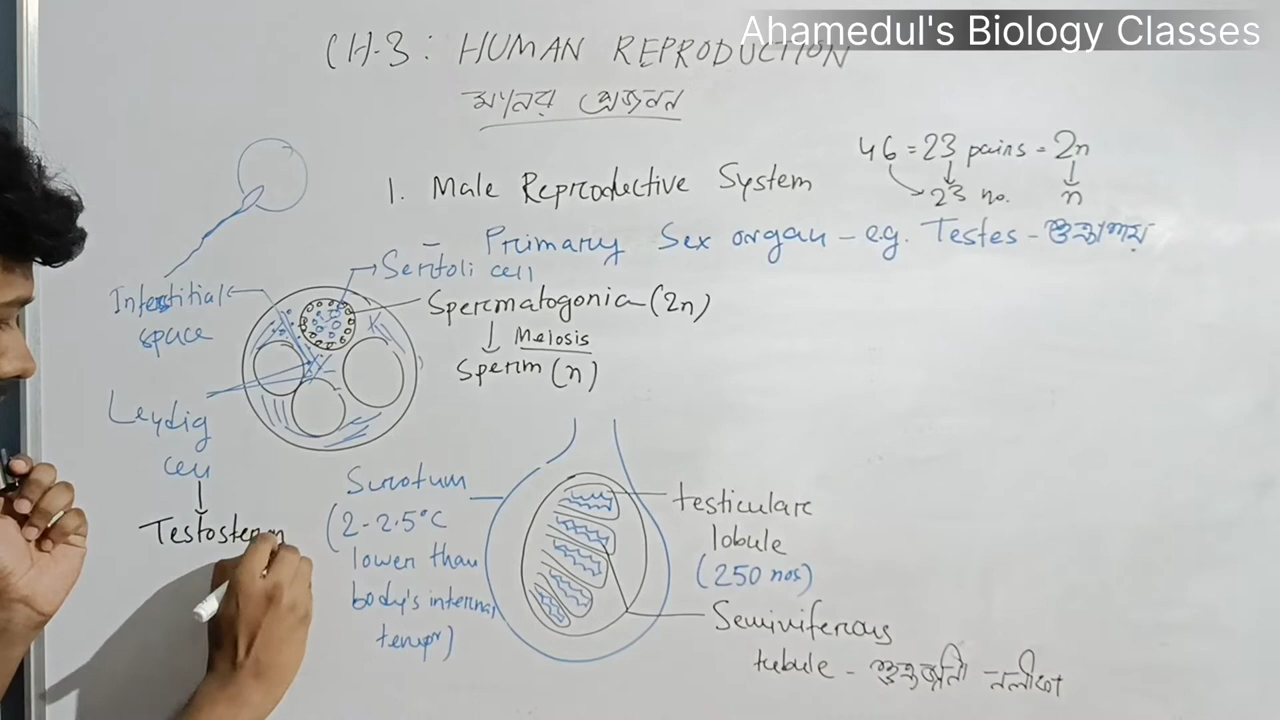 Ahamedul's Biology Classes
CH-3: HUMAN REPRODUCTION
মানব প্রজনন
46 = 23 pairs = 2n
23 no. n
1. Male Reproductive System
– Primary Sex organ – e.g. Testes – শুক্রাশয়
Sertoli cell
Interstitial
space
Spermatogonia (2n)
Meiosis
Sperm (n)
Leydig
cell
Testosteron
Scrotum
(2-2.5°C
lower than
body's internal
tempr)
testicular
lobule
(250 nos)
Seminiferous
tubule -